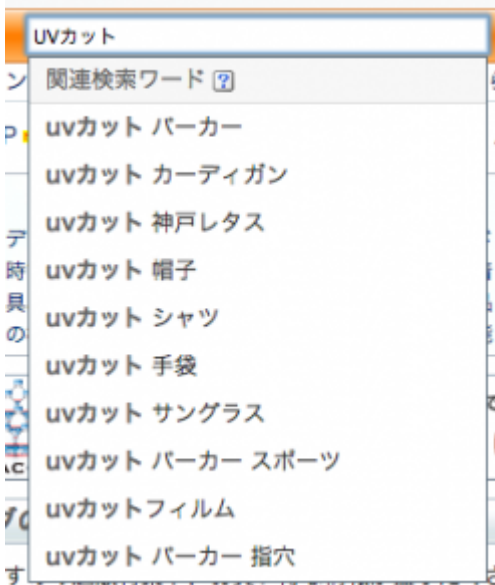 UVカット
関連検索ワード ?
uvカット パーカー
uvカット カーディガン
uvカット 神戸レタス
uvカット 帽子
uvカット シャツ
uvカット 手袋
uvカット サングラス
uvカット パーカー スポーツ
uvカットフィルム
uvカット パーカー 指穴